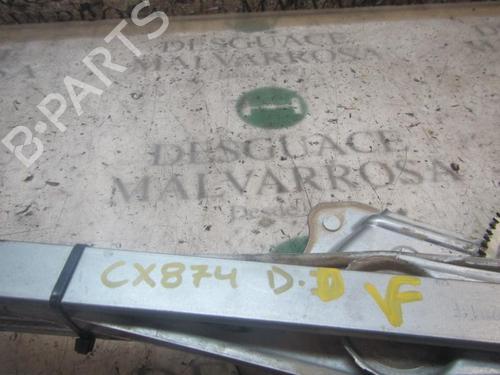 DESGUACE
MALVARROSA
B-PARTS
DESGUACE
MALVARROSA
CX874 D.D VF